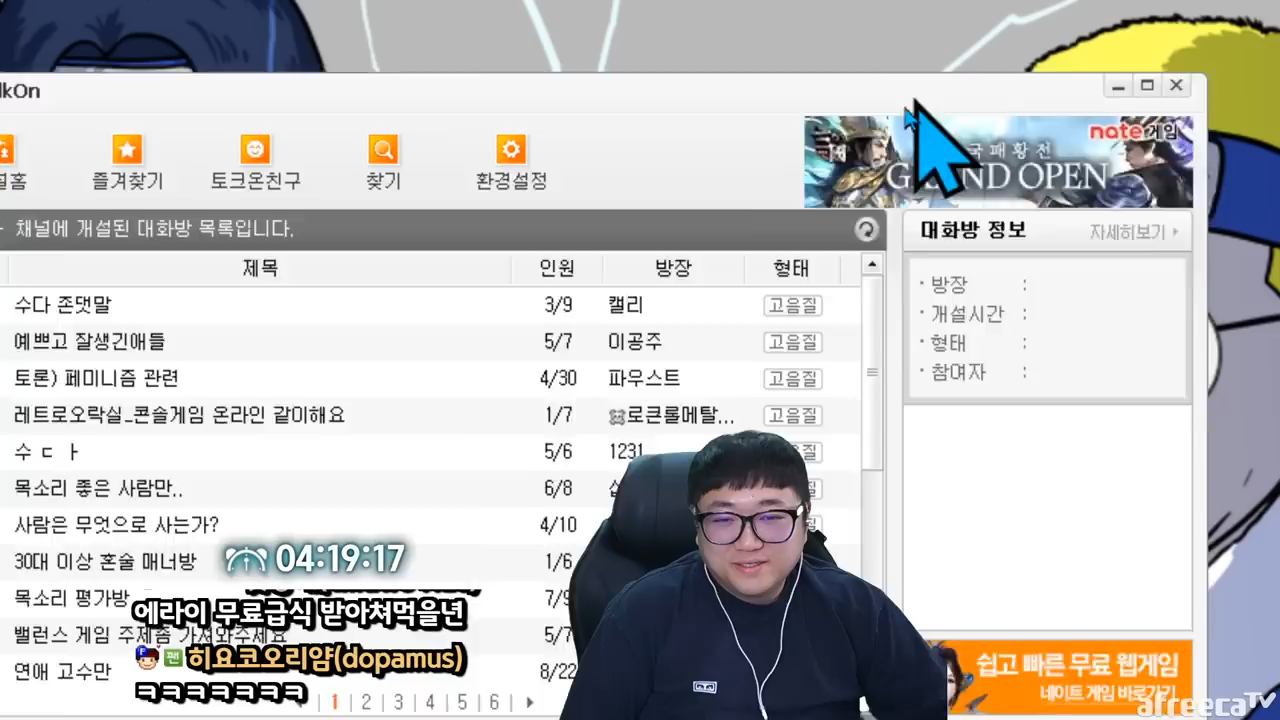 lkOn
널홈
즐겨찾기
토크온친구
찾기
환경설정
nate 게임
국패황전
GRAND OPEN
채널에 개설된 대화방 목록입니다.
대화방 정보
자세히보기
제목 인원 방장 형태
수다 존댓말 3/9 캘리 고음질
예쁘고 잘생긴애들 5/7 이공주 고음질
토론) 페미니즘 관련 4/30 파우스트 고음질
레트로오락실_콘솔게임 온라인 같이해요 1/7 로큰롤메탈... 고음질
수 ㄷ ㅏ 5/6 1231
목소리 좋은 사람만.. 6/8
사람은 무엇으로 사는가? 4/10
30대 이상 혼술 매너방 1/6
목소리 평가방 7/9
밸런스 게임 주제좀 가져와주세요 5/7
연애 고수만 8/22
· 방장 :
· 개설시간 :
· 형태 :
· 참여자 :
04:19:17
에라이 무료급식 받아쳐먹을년
팬 히요코오리얌(dopamus)
ㅋㅋㅋㅋㅋㅋㅋ
1 | 2 | 3 | 4 | 5 | 6
쉽고 빠른 무료 웹게임
네이트 게임 바로가기
afreecaTV